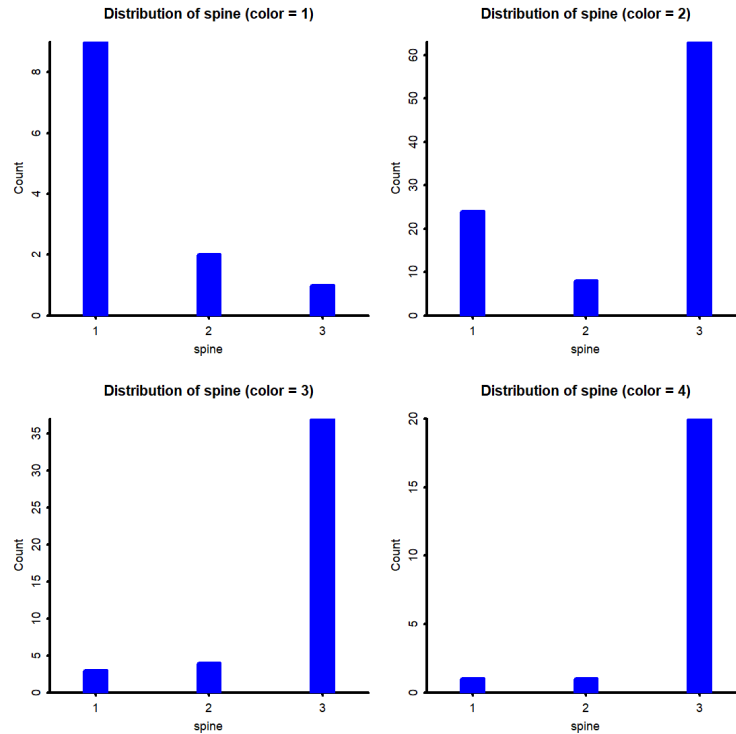 Distribution of spine (color = 1)
Count
8
6
4
2
0
1 2 3
spine
Distribution of spine (color = 2)
Count
60
50
40
30
20
10
0
1 2 3
spine
Distribution of spine (color = 3)
Count
35
30
25
20
15
10
5
0
1 2 3
spine
Distribution of spine (color = 4)
Count
20
15
10
5
0
1 2 3
spine